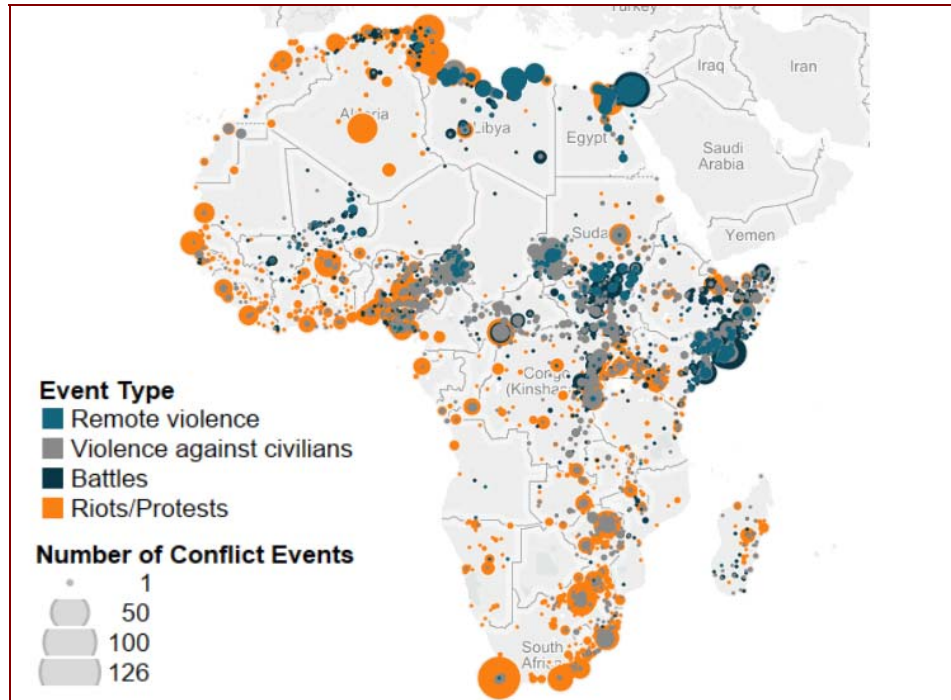 Turkey
Iraq
Iran
Algeria
Libya
Egypt
Saudi
Arabia
Sudan
Yemen
Congo
(Kinshasa)
Event Type
Remote violence
Violence against civilians
Battles
Riots/Protests
Number of Conflict Events
1
50
100
126
South
Africa